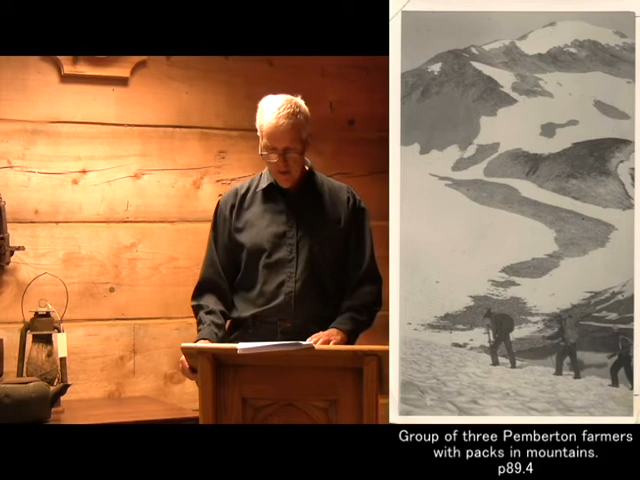 Group of three Pemberton farmers
with packs in mountains.
p89.4